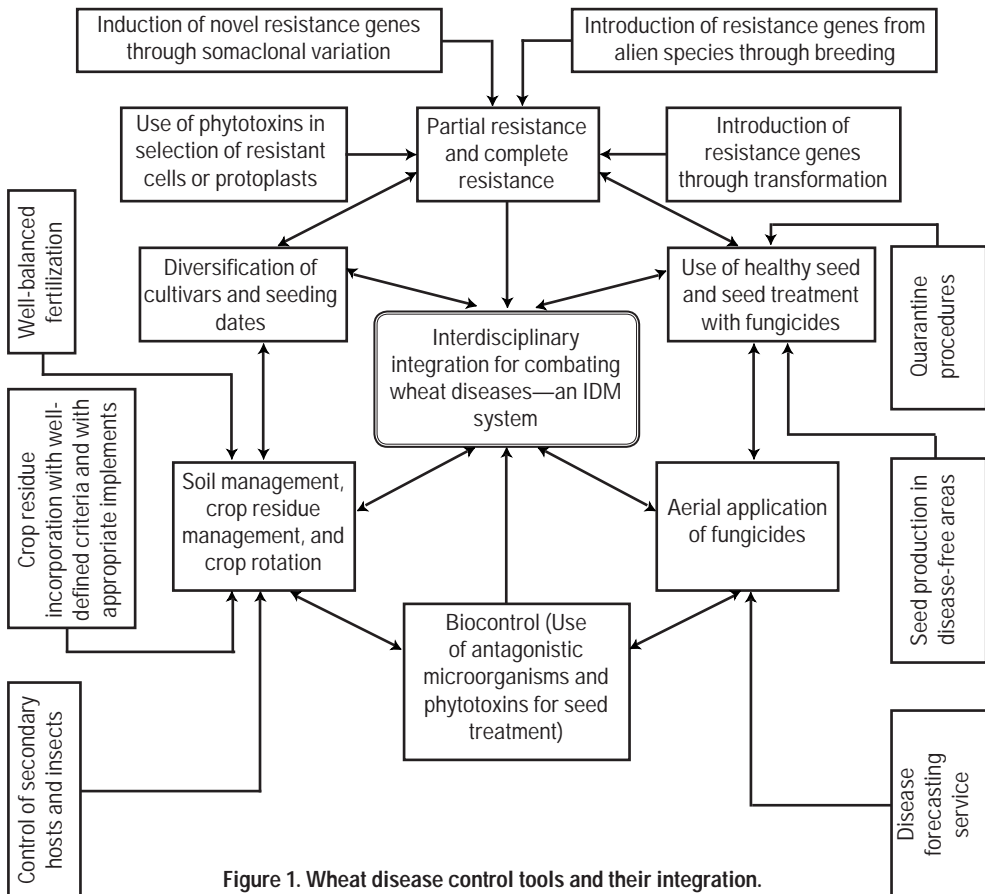 Induction of novel resistance genes
through somaclonal variation
Introduction of resistance genes from
alien species through breeding
Use of phytotoxins in
selection of resistant
cells or protoplasts
Partial resistance
and complete
resistance
Introduction of
resistance genes
through transformation
Well-balanced
fertilization
Diversification of
cultivars and seeding
dates
Use of healthy seed
and seed treatment
with fungicides
Quarantine
procedures
Interdisciplinary
integration for combating
wheat diseases—an IDM
system
Crop residue
incorporation with well-
defined criteria and with
appropriate implements
Soil management,
crop residue
management, and
crop rotation
Aerial application
of fungicides
Seed production in
disease-free areas
Biocontrol (Use
of antagonistic
microorganisms and
phytotoxins for seed
treatment)
Control of secondary
hosts and insects
Disease
forecasting
service
Figure 1. Wheat disease control tools and their integration.